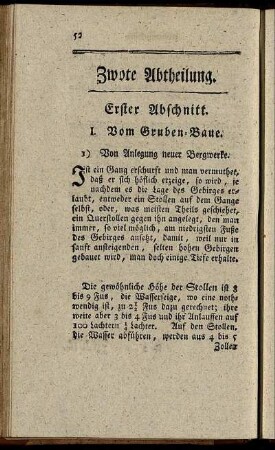 52
Zwote Abtheilung.
Erster Abschnitt.
I. Vom Gruben-Baue.
1) Von Anlegung neuer Bergwerke.
Ist ein Gang erschurft und man vermuthet,
daß er sich höflich erzeige, so wird, je
nachdem es die Lage des Gebirges er-
laubt, entweder ein Stollen auf dem Gange
selbst, oder, was meisten Theils geschiehet,
ein Querstollen gegen ihn angelegt, den man
immer, so viel möglich, am niedrigsten Fuße
des Gebirges ansetzt, damit, weil nur in
sanft ansteigenden, selten hohen Gebirgen
gebauet wird, man doch einige Tiefe erhalte.
Die gewöhnliche Höhe der Stollen ist 8
bis 9 Fus, die Wasserseige, wo eine noth-
wendig ist, zu 2½ Fus dazu gerechnet; ihre
weite aber 3 bis 4 Fus und ihr Anlauffen auf
100 Lachtern ¼ Lachter. Auf den Stollen,
die Wasser abführen, werden aus 4 bis 5
Zollen